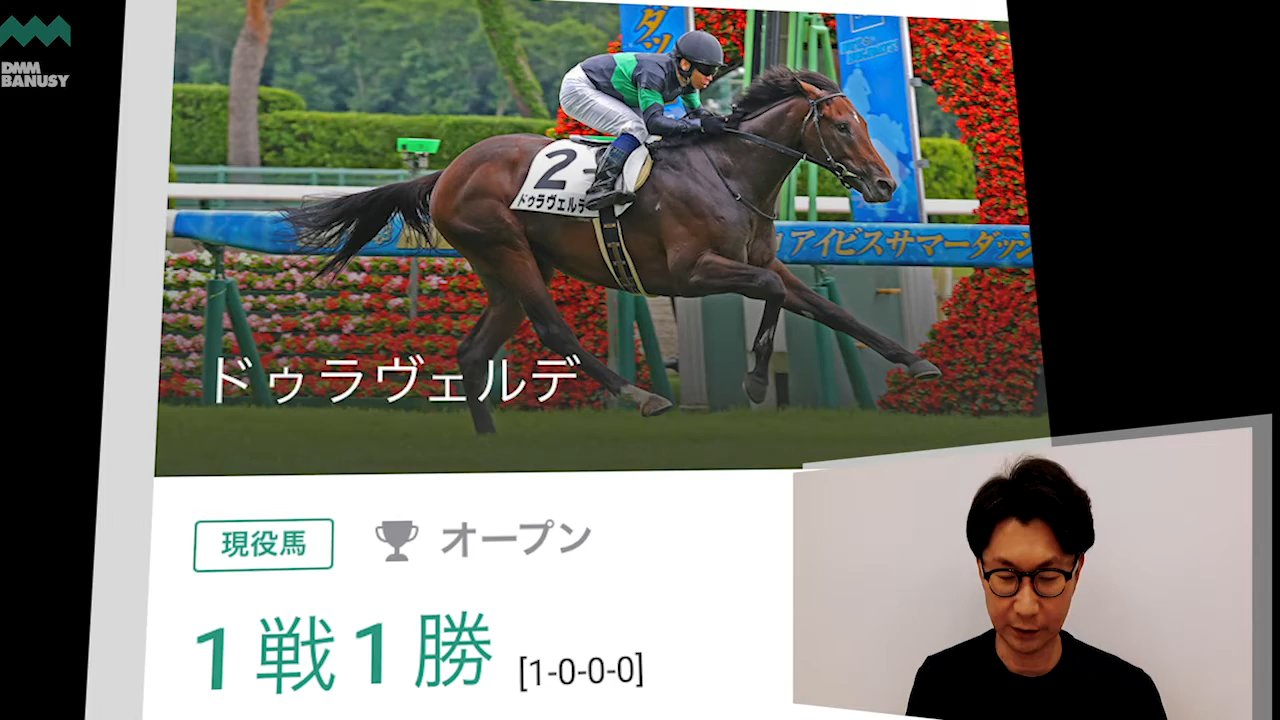 DMM
BANUSY
ダッ
2
ドゥラヴェルデ
アイビスサマーダッシ
ドゥラヴェルデ
現役馬
オープン
1戦1勝
[1-0-0-0]